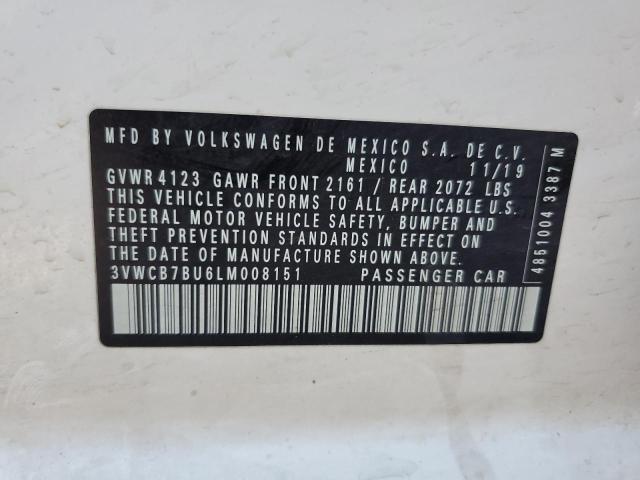 MFD BY VOLKSWAGEN DE MEXICO S.A. DE C.V.
MEXICO 11/19
GVWR 4123 GAWR FRONT 2161 / REAR 2072 LBS
THIS VEHICLE CONFORMS TO ALL APPLICABLE U.S.
FEDERAL MOTOR VEHICLE SAFETY, BUMPER AND
THEFT PREVENTION STANDARDS IN EFFECT ON
THE DATE OF MANUFACTURE SHOWN ABOVE.
3VWCB7BU6LM008151 PASSENGER CAR
4851004 3387 M